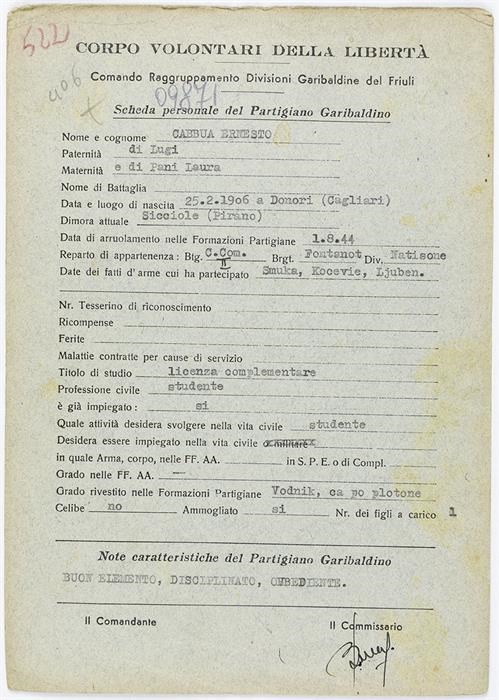 522
CORPO VOLONTARI DELLA LIBERTÀ
Comando Raggruppamento Divisioni Garibaldine del Friuli
406
09871
Scheda personale del Partigiano Garibaldino
Nome e cognome CABBUA ERNESTO
Paternità di Lugi
Maternità e di Pani Laura
Nome di Battaglia
Data e luogo di nascita 25.2.1906 a Donori (Cagliari)
Dimora attuale Sicciole (Pirano)
Data di arruolamento nelle Formazioni Partigiane 1.8.44
Reparto di appartenenza: Btg. C.Com. II Brgt. Fontanot Div. Natisone
Date dei fatti d'arme cui ha partecipato Smuka, Kocevie, Ljuben.
Nr. Tesserino di riconoscimento
Ricompense
Ferite
Malattie contratte per cause di servizio
Titolo di studio licenza complementare
Professione civile studente
è già impiegato: si
Quale attività desidera svolgere nella vita civile studente
Desidera essere impiegato nella vita civile o militare
in quale Arma, corpo, nelle FF. AA. in S. P. E. o di Compl.
Grado nelle FF. AA. —
Grado rivestito nelle Formazioni Partigiane Vodnik, ca po plotone
Celibe no Ammogliato si Nr. dei figli a carico 1
Note caratteristiche del Partigiano Garibaldino
BUON ELEMENTO, DISCIPLINATO, OBBEDIENTE.
Il Comandante Il Commissario